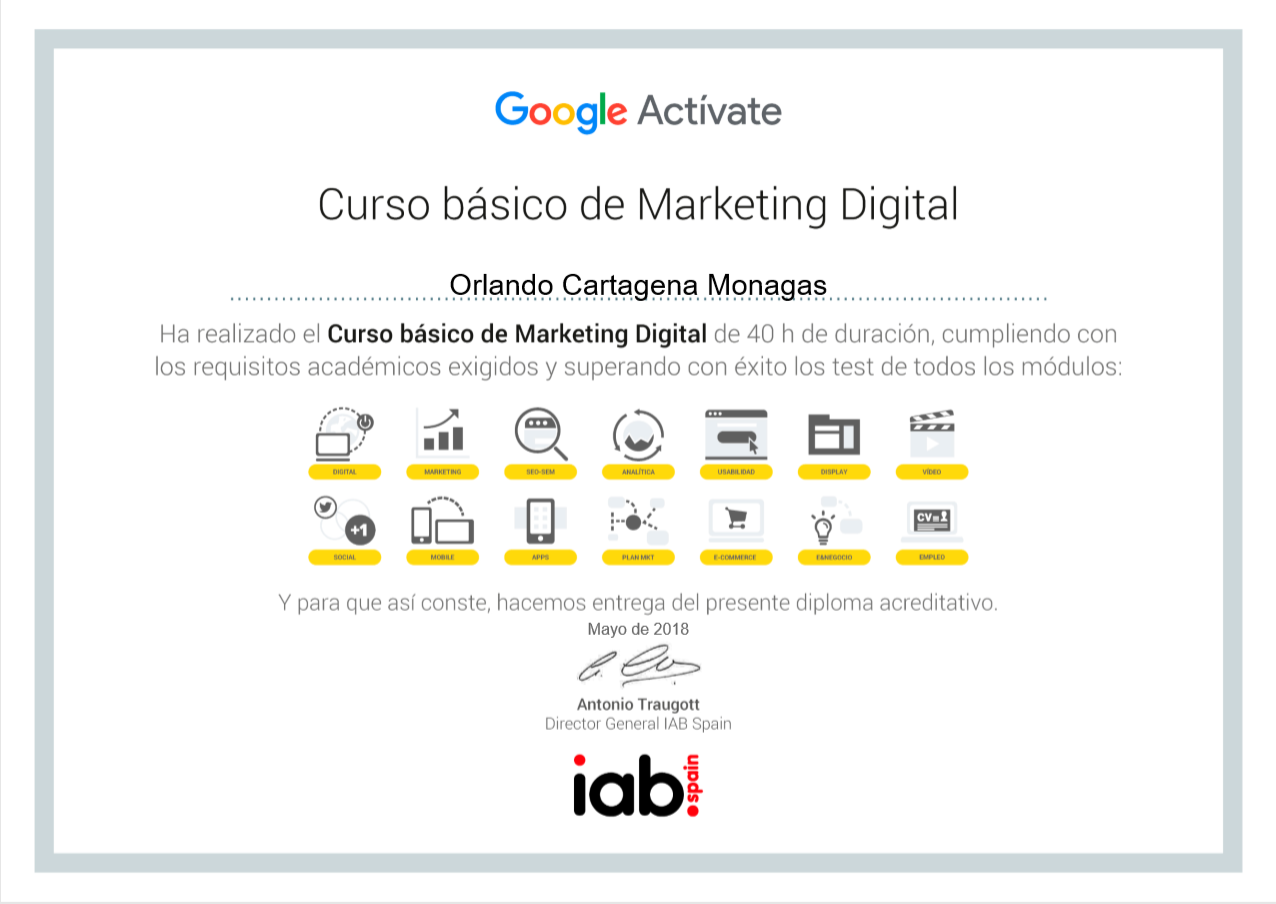 Google Actívate
Curso básico de Marketing Digital
Orlando Cartagena Monagas
Ha realizado el Curso básico de Marketing Digital de 40 h de duración, cumpliendo con
los requisitos académicos exigidos y superando con éxito los test de todos los módulos:
DIGITAL MARKETING SEO-SEM ANALÍTICA USABILIDAD DISPLAY VÍDEO
+1 CV
SOCIAL MOBILE APPS PLAN MKT E-COMMERCE EANEGOCIO EMPLEO
Y para que así conste, hacemos entrega del presente diploma acreditativo.
Mayo de 2018
Antonio Traugott
Director General IAB Spain
iab.spain